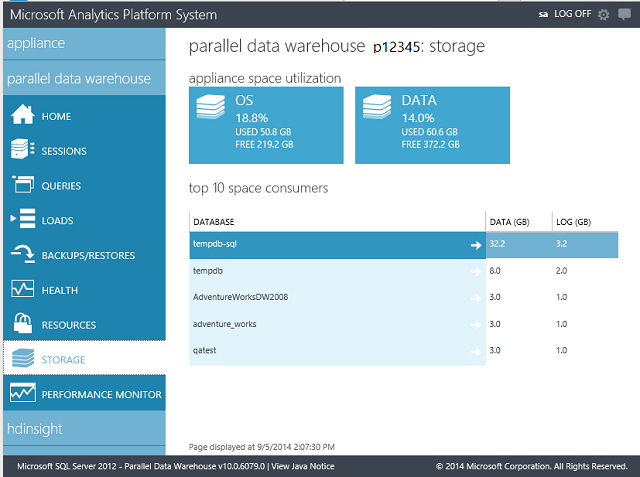 Microsoft Analytics Platform System
sa LOG OFF
appliance
parallel data warehouse
HOME
SESSIONS
QUERIES
LOADS
BACKUPS/RESTORES
HEALTH
RESOURCES
STORAGE
PERFORMANCE MONITOR
hdinsight
parallel data warehouse p12345: storage
appliance space utilization
OS
18.8%
USED 50.8 GB
FREE 219.2 GB
DATA
14.0%
USED 60.6 GB
FREE 372.2 GB
top 10 space consumers
DATABASE DATA (GB) LOG (GB)
tempdb-sql 32.2 3.2
tempdb 8.0 2.0
AdventureWorksDW2008 3.0 1.0
adventure_works 3.0 1.0
qatest 3.0 1.0
Page displayed at 9/5/2014 2:07:30 PM
Microsoft SQL Server 2012 - Parallel Data Warehouse v10.0.6079.0 | View Java Notice
© 2014 Microsoft Corporation. All Rights Reserved.